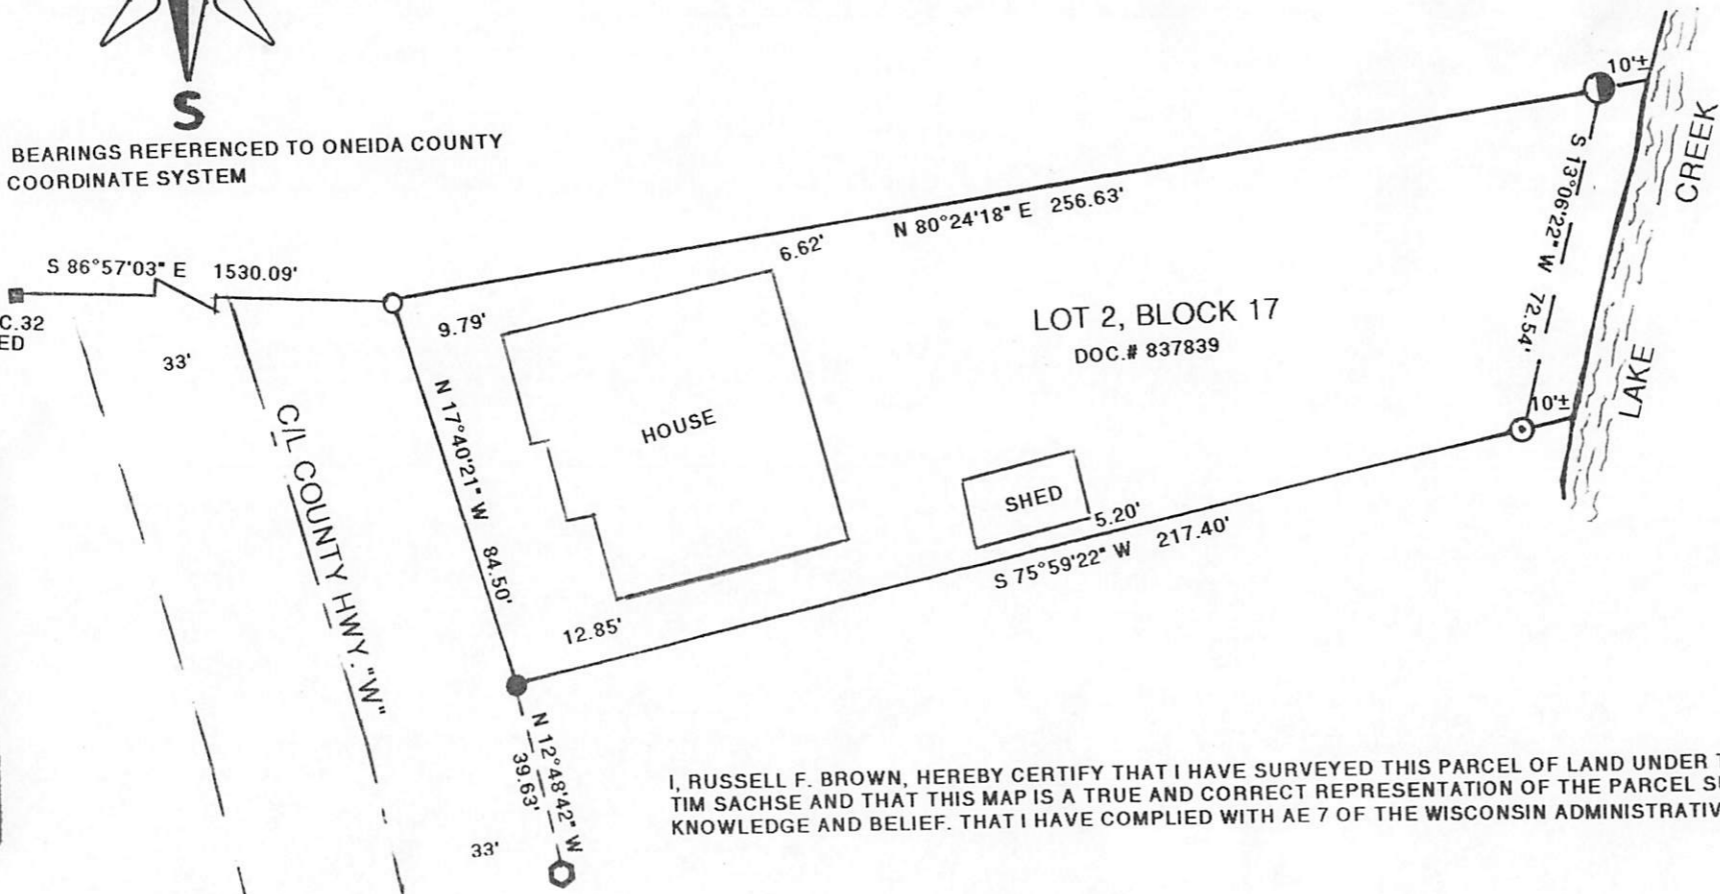 S
BEARINGS REFERENCED TO ONEIDA COUNTY
COORDINATE SYSTEM
10'±
CREEK
S 13°06'22" W 72.54'
N 80°24'18" E 256.63'
6.62'
S 86°57'03" E 1530.09'
C.32
ED
33'
9.79'
LOT 2, BLOCK 17
DOC.# 837839
LAKE
10'±
HOUSE
N 17°40'21" W 84.50'
C/L COUNTY HWY. "W"
SHED
5.20'
S 75°59'22" W 217.40'
12.85'
N 12°48'42" W
39.63'
33'
I, RUSSELL F. BROWN, HEREBY CERTIFY THAT I HAVE SURVEYED THIS PARCEL OF LAND UNDER
TIM SACHSE AND THAT THIS MAP IS A TRUE AND CORRECT REPRESENTATION OF THE PARCEL
KNOWLEDGE AND BELIEF. THAT I HAVE COMPLIED WITH AE 7 OF THE WISCONSIN ADMINISTRATIV